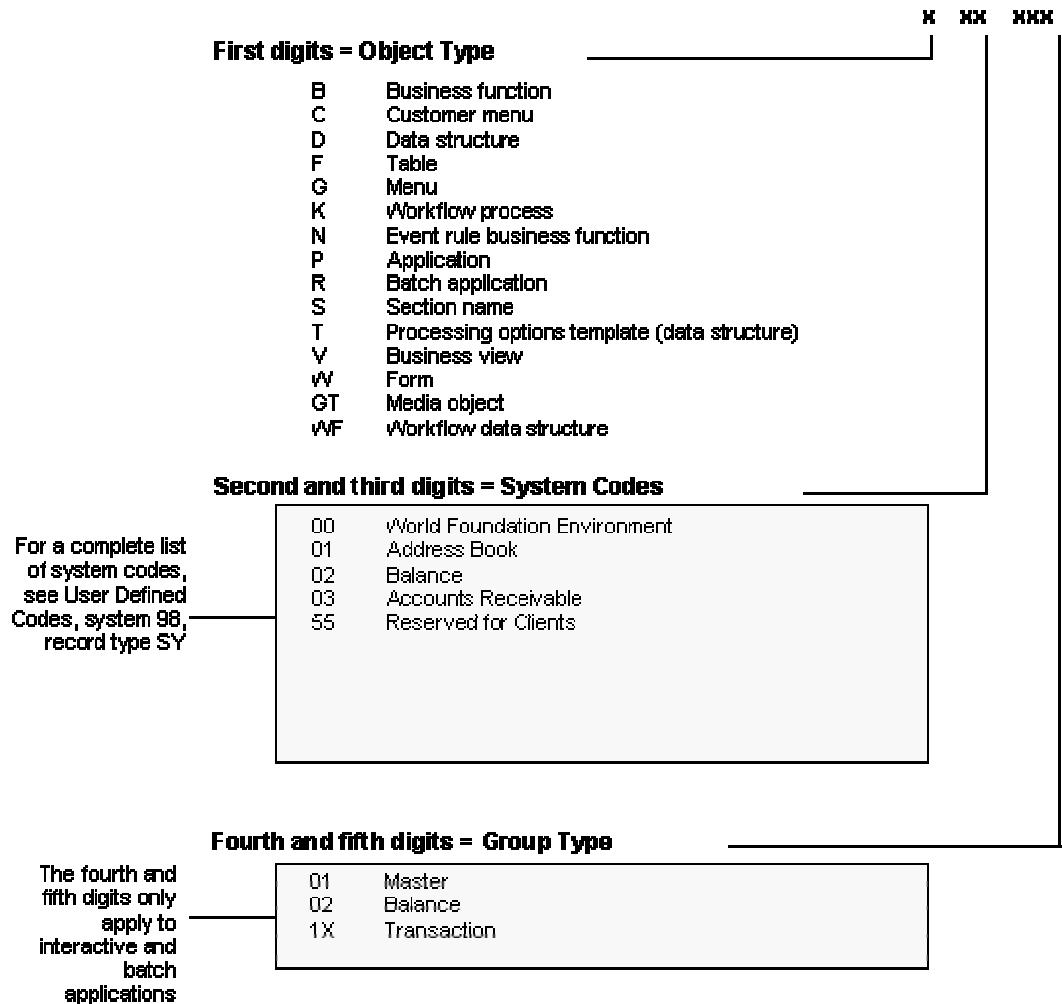 x xx xxx
First digits = Object Type
B Business function
C Customer menu
D Data structure
F Table
G Menu
K Workflow process
N Event rule business function
P Application
R Batch application
S Section name
T Processing options template (data structure)
V Business view
W Form
GT Media object
WF Workflow data structure
Second and third digits = System Codes
For a complete list
of system codes,
see User Defined
Codes, system 98,
record type SY
00 World Foundation Environment
01 Address Book
02 Balance
03 Accounts Receivable
55 Reserved for Clients
Fourth and fifth digits = Group Type
The fourth and
fifth digits only
apply to
interactive and
batch
applications
01 Master
02 Balance
1X Transaction